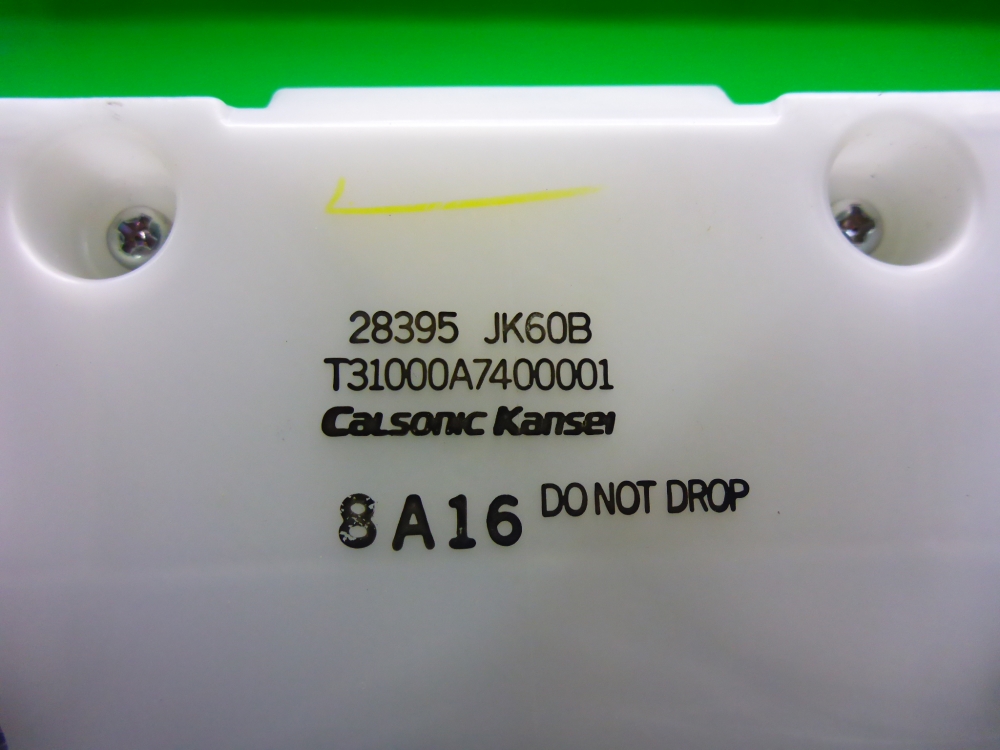 28395 JK60B
T31000A7400001
Calsonic Kansei
8A16 DO NOT DROP